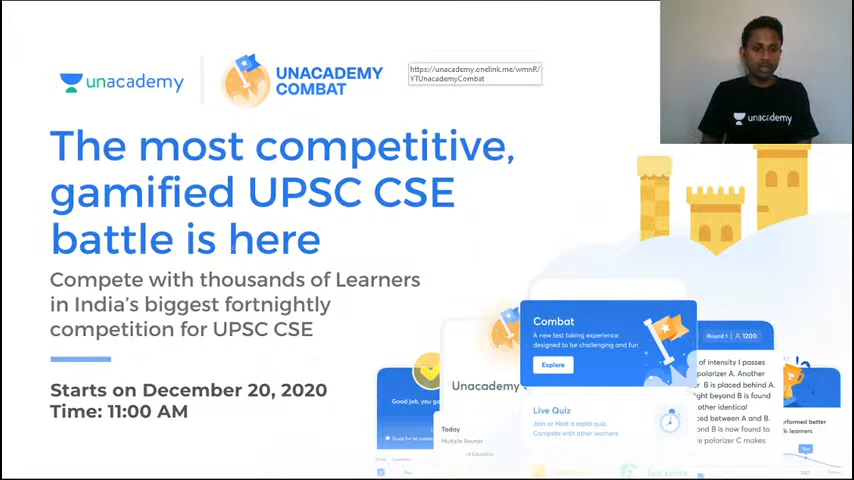 unacademy
UNACADEMY
COMBAT
https://unacademy.onelink.me/wmnR/
YTUnacademyCombat
unacademy
The most competitive,
gamified UPSC CSE
battle is here
Compete with thousands of Learners
in India's biggest fortnightly
competition for UPSC CSE
Starts on December 20, 2020
Time: 11:00 AM
Good job, you go
Unacademy
Today
Combat
A new test taking experience
designed to be challenging and fun
Explore
Live Quiz
Join or Host a rapid quiz.
Compete with other learners
Round 1 | 1200
of intensity I passes
polarizer A. Another
B is placed behind A.
light beyond B is found
other identical
ced between A and B.
B is now found to
e polarizer C makes
rformed better
learners